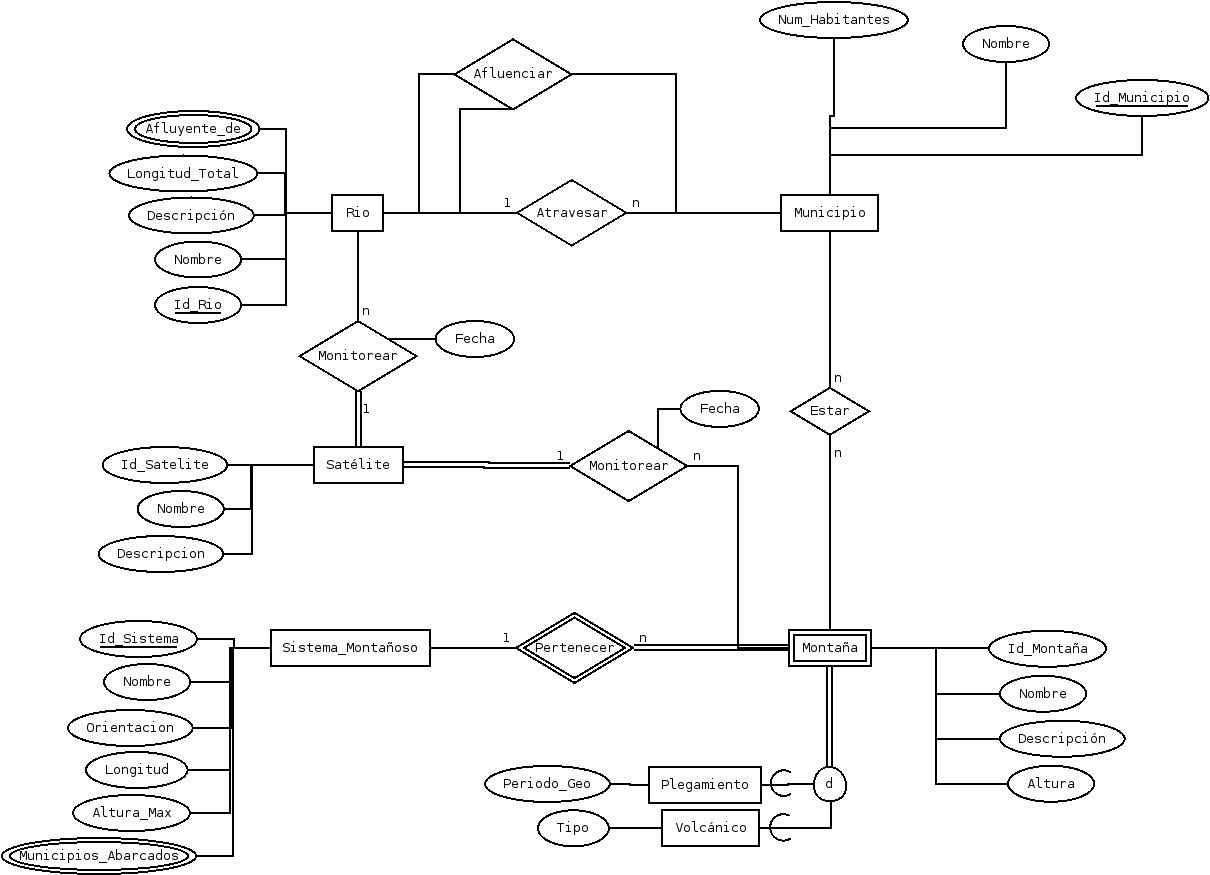 Num_Habitantes
Nombre
Afluenciar
Id_Municipio
Afluyente_de
Longitud_Total
Descripción
Rio
1
Atravesar
n
Municipio
Nombre
Id_Rio
n
Monitorear
Fecha
1
n
Estar
n
Fecha
Id_Satelite
Satélite
1
Monitorear
n
Nombre
Descripcion
Id_Sistema
Sistema_Montañoso
1
Pertenecer
n
Montaña
Id_Montaña
Nombre
Nombre
Orientacion
Descripción
Longitud
Periodo_Geo
Plegamiento
d
Altura
Altura_Max
Tipo
Volcánico
Municipios_Abarcados